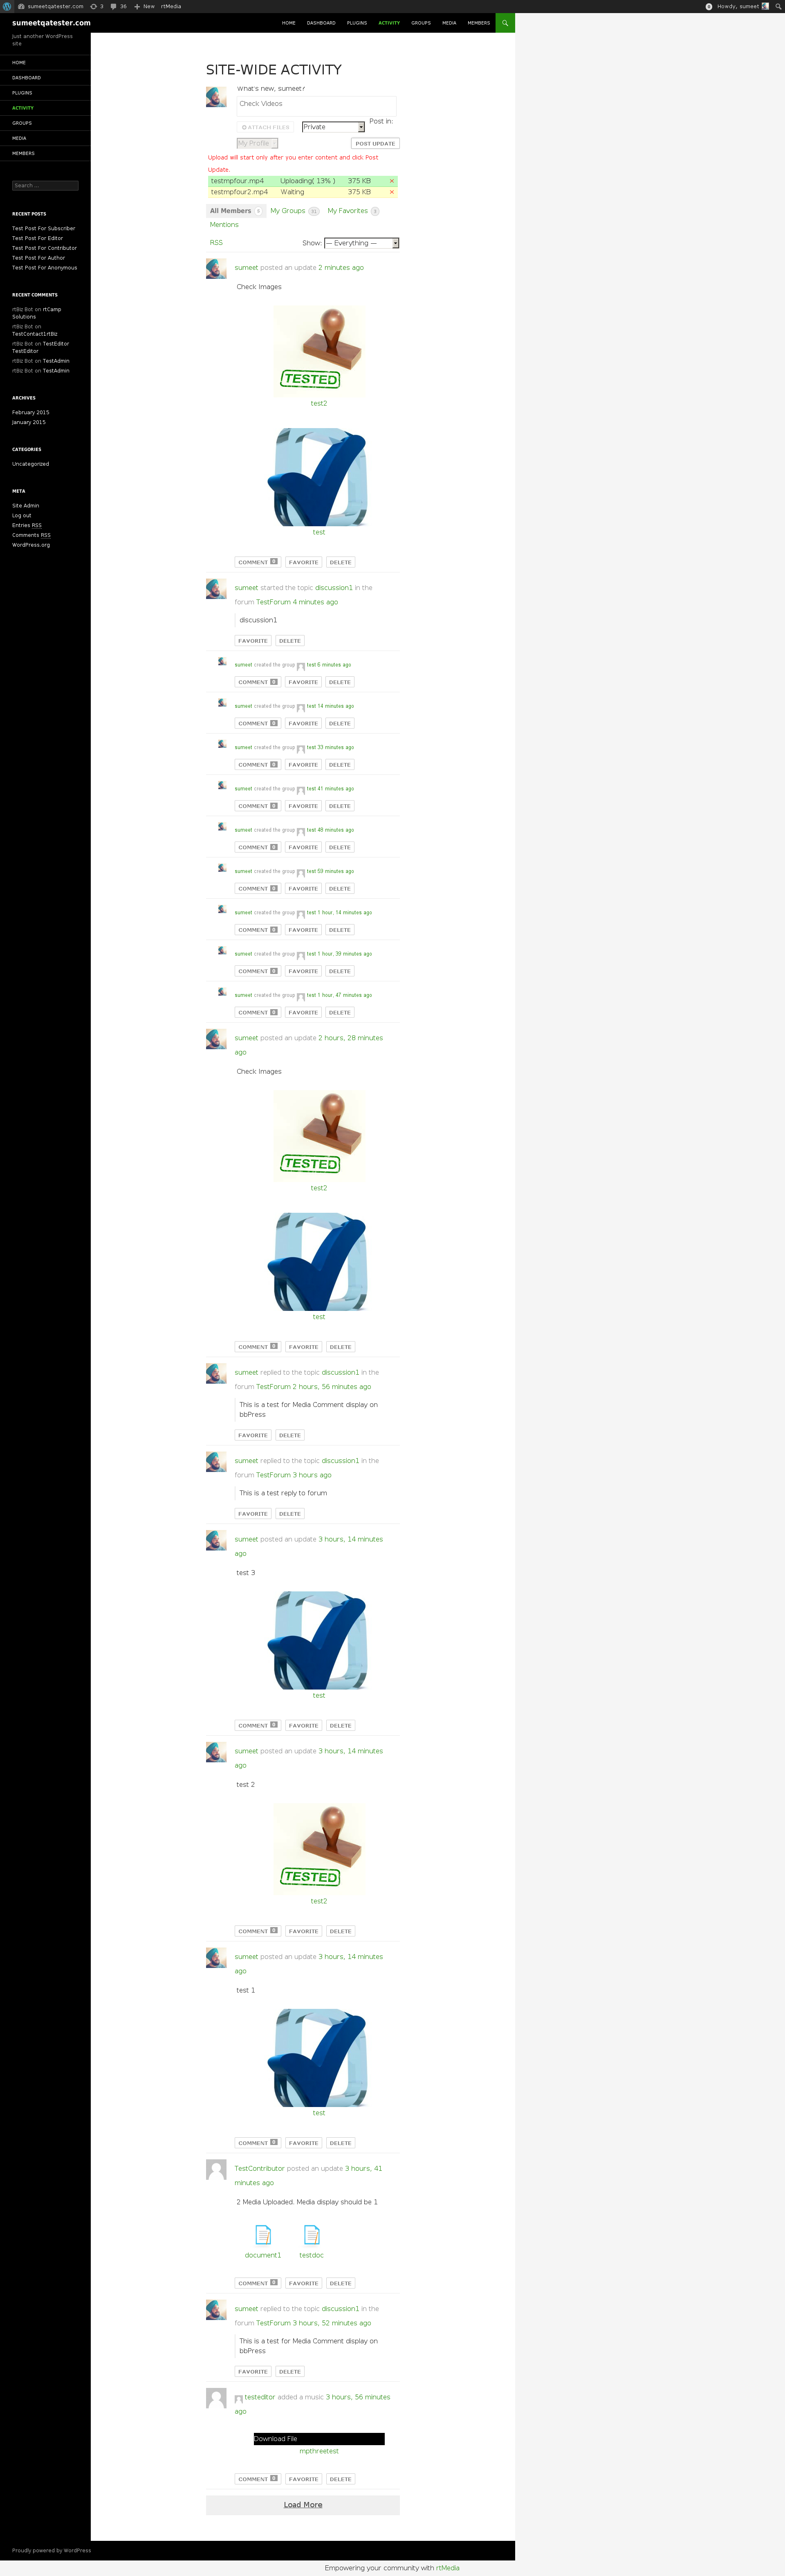 sumeetqatester.com 3 36 New rtMedia Howdy, sumeet
sumeetqatester.com
HOME DASHBOARD PLUGINS ACTIVITY GROUPS MEDIA MEMBERS
Just another WordPress
site
HOME
DASHBOARD
PLUGINS
ACTIVITY
GROUPS
MEDIA
MEMBERS
Search ...
RECENT POSTS
Test Post For Subscriber
Test Post For Editor
Test Post For Contributor
Test Post For Author
Test Post For Anonymous
RECENT COMMENTS
rtBiz Bot on rtCamp
Solutions
rtBiz Bot on
TestContact1rtBiz
rtBiz Bot on TestEditor
TestEditor
rtBiz Bot on TestAdmin
rtBiz Bot on TestAdmin
ARCHIVES
February 2015
January 2015
CATEGORIES
Uncategorized
META
Site Admin
Log out
Entries RSS
Comments RSS
WordPress.org
SITE-WIDE ACTIVITY
What's new, sumeet?
Check Videos
ATTACH FILES Private Post in:
My Profile POST UPDATE
Upload will start only after you enter content and click Post
Update.
testmpfour.mp4 Uploading( 13% ) 375 KB ×
testmpfour2.mp4 Waiting 375 KB ×
All Members My Groups My Favorites
Mentions
RSS Show: — Everything —
sumeet posted an update 2 minutes ago
Check Images
TESTED
test2
test
COMMENT 0 FAVORITE DELETE
sumeet started the topic discussion1 in the
forum TestForum 4 minutes ago
discussion1
FAVORITE DELETE
sumeet created the group test 6 minutes ago
COMMENT 0 FAVORITE DELETE
sumeet created the group test 14 minutes ago
COMMENT 0 FAVORITE DELETE
sumeet created the group test 33 minutes ago
COMMENT 0 FAVORITE DELETE
sumeet created the group test 41 minutes ago
COMMENT 0 FAVORITE DELETE
sumeet created the group test 48 minutes ago
COMMENT 0 FAVORITE DELETE
sumeet created the group test 59 minutes ago
COMMENT 0 FAVORITE DELETE
sumeet created the group test 1 hour, 14 minutes ago
COMMENT 0 FAVORITE DELETE
sumeet created the group test 1 hour, 39 minutes ago
COMMENT 0 FAVORITE DELETE
sumeet created the group test 1 hour, 47 minutes ago
COMMENT 0 FAVORITE DELETE
sumeet posted an update 2 hours, 28 minutes
ago
Check Images
TESTED
test2
test
COMMENT 0 FAVORITE DELETE
sumeet replied to the topic discussion1 in the
forum TestForum 2 hours, 56 minutes ago
This is a test for Media Comment display on
bbPress
FAVORITE DELETE
sumeet replied to the topic discussion1 in the
forum TestForum 3 hours ago
This is a test reply to forum
FAVORITE DELETE
sumeet posted an update 3 hours, 14 minutes
ago
test 3
test
COMMENT 0 FAVORITE DELETE
sumeet posted an update 3 hours, 14 minutes
ago
test 2
TESTED
test2
COMMENT 0 FAVORITE DELETE
sumeet posted an update 3 hours, 14 minutes
ago
test 1
test
COMMENT 0 FAVORITE DELETE
TestContributor posted an update 3 hours, 41
minutes ago
2 Media Uploaded. Media display should be 1
document1 testdoc
COMMENT 0 FAVORITE DELETE
sumeet replied to the topic discussion1 in the
forum TestForum 3 hours, 52 minutes ago
This is a test for Media Comment display on
bbPress
FAVORITE DELETE
testeditor added a music 3 hours, 56 minutes
ago
Download File
mpthreetest
COMMENT 0 FAVORITE DELETE
Load More
Proudly powered by WordPress
Empowering your community with rtMedia